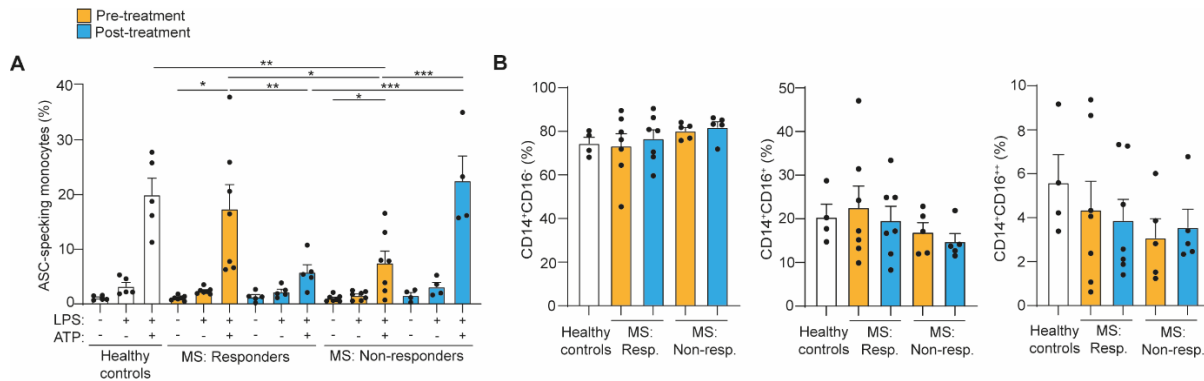 Pre-treatment
Post-treatment
A
ASC-specking monocytes (%)
40
30
20
10
0
** 
* ***
* ** ***
*
LPS: - + + - + + - + + - + + - + +
ATP: - - + - - + - - + - - + - - +
Healthy
controls
MS: Responders
MS: Non-responders
B
CD14⁺CD16⁻ (%)
100
80
60
40
20
0
Healthy
controls
MS:
Resp.
MS:
Non-resp.
CD14⁺CD16⁺ (%)
50
40
30
20
10
0
Healthy
controls
MS:
Resp.
MS:
Non-resp.
CD14⁺CD16⁺⁺ (%)
10
8
6
4
2
0
Healthy
controls
MS:
Resp.
MS:
Non-resp.